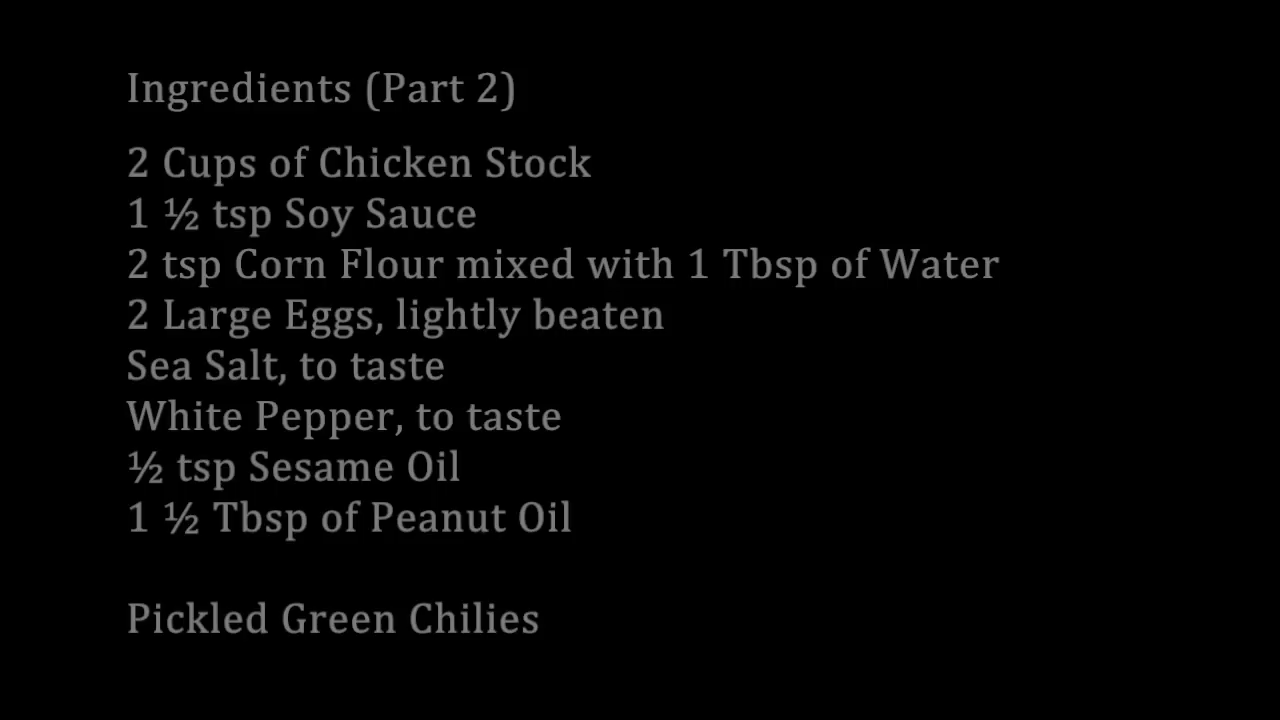 Ingredients (Part 2)
2 Cups of Chicken Stock
1 ½ tsp Soy Sauce
2 tsp Corn Flour mixed with 1 Tbsp of Water
2 Large Eggs, lightly beaten
Sea Salt, to taste
White Pepper, to taste
½ tsp Sesame Oil
1 ½ Tbsp of Peanut Oil
Pickled Green Chilies